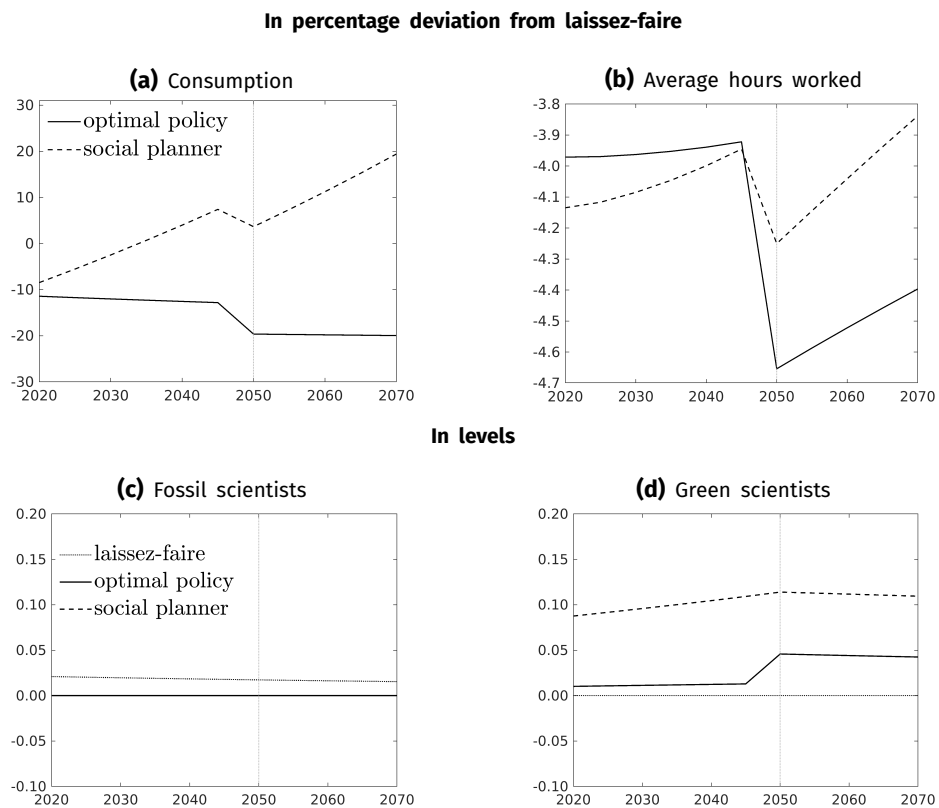 In percentage deviation from laissez-faire
(a) Consumption
30
20
10
0
-10
-20
-30
2020 2030 2040 2050 2060 2070
optimal policy
social planner
(b) Average hours worked
-3.8
-3.9
-4.0
-4.1
-4.2
-4.3
-4.4
-4.5
-4.6
-4.7
2020 2030 2040 2050 2060 2070
In levels
(c) Fossil scientists
0.20
0.15
0.10
0.05
0.00
-0.05
-0.10
2020 2030 2040 2050 2060 2070
laissez-faire
optimal policy
social planner
(d) Green scientists
0.20
0.15
0.10
0.05
0.00
-0.05
-0.10
2020 2030 2040 2050 2060 2070